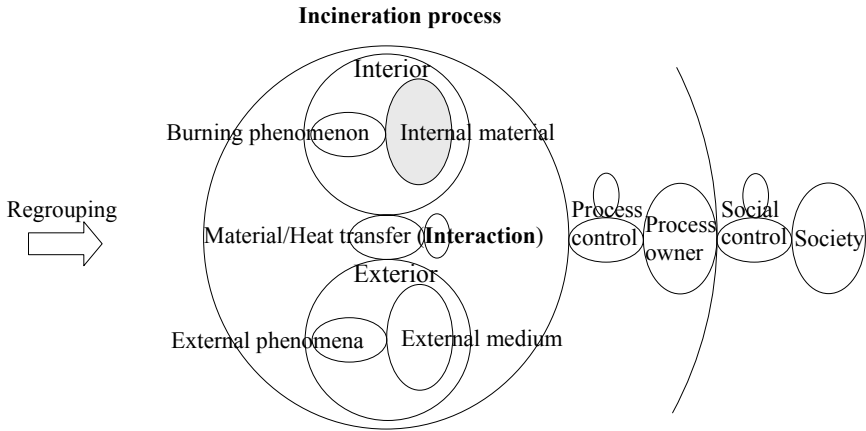 Incineration process
Interior
Burning phenomenon
Internal material
Regrouping
Material/Heat transfer (Interaction)
Process
control
Process
owner
Social
control
Society
Exterior
External phenomena
External medium